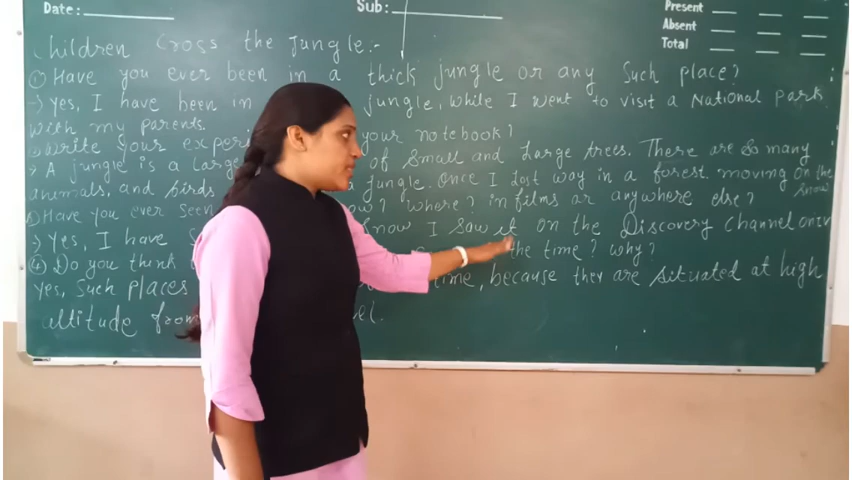 Date: Sub: Present
Absent
Total
Children Cross the Jungle:-
① Have you ever been in a thick jungle or any Such place?
→ Yes, I have been in jungle, while I went to visit a National park
with my parents.
Write your experi your notebook?
→ A jungle is a large of Small and Large trees. There are so many
animals, and birds a jungle. Once I Lost way in a forest.
Have you ever seen now? Where? in films or anywhere else? moving on the snow
→ Yes, I have Know I Saw it on the Discovery Channel on TV
④ Do you think the time? Why?
Yes, Such places time, because they are situated at high
altitude from el.